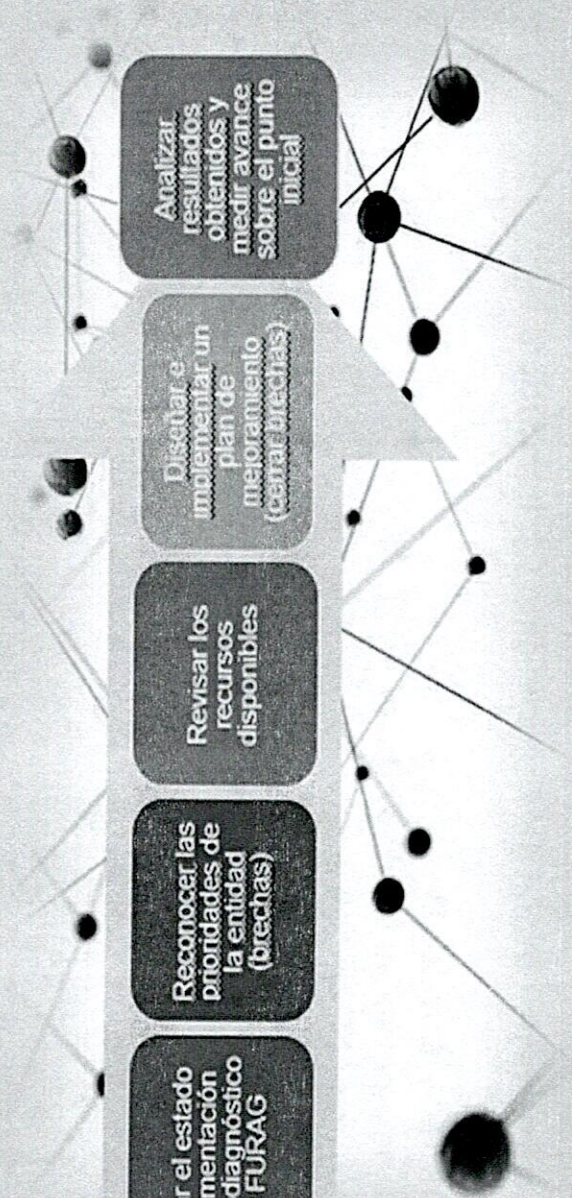 r el estado
mentación
diagnóstico
FURAG
Reconocer las
prioridades de
la entidad
(brechas)
Revisar los
recursos
disponibles
Diseñar e
implementar un
plan de
mejoramiento
(cerrar brechas)
Analizar
resultados
obtenidos y
medir avance
sobre el punto
inicial